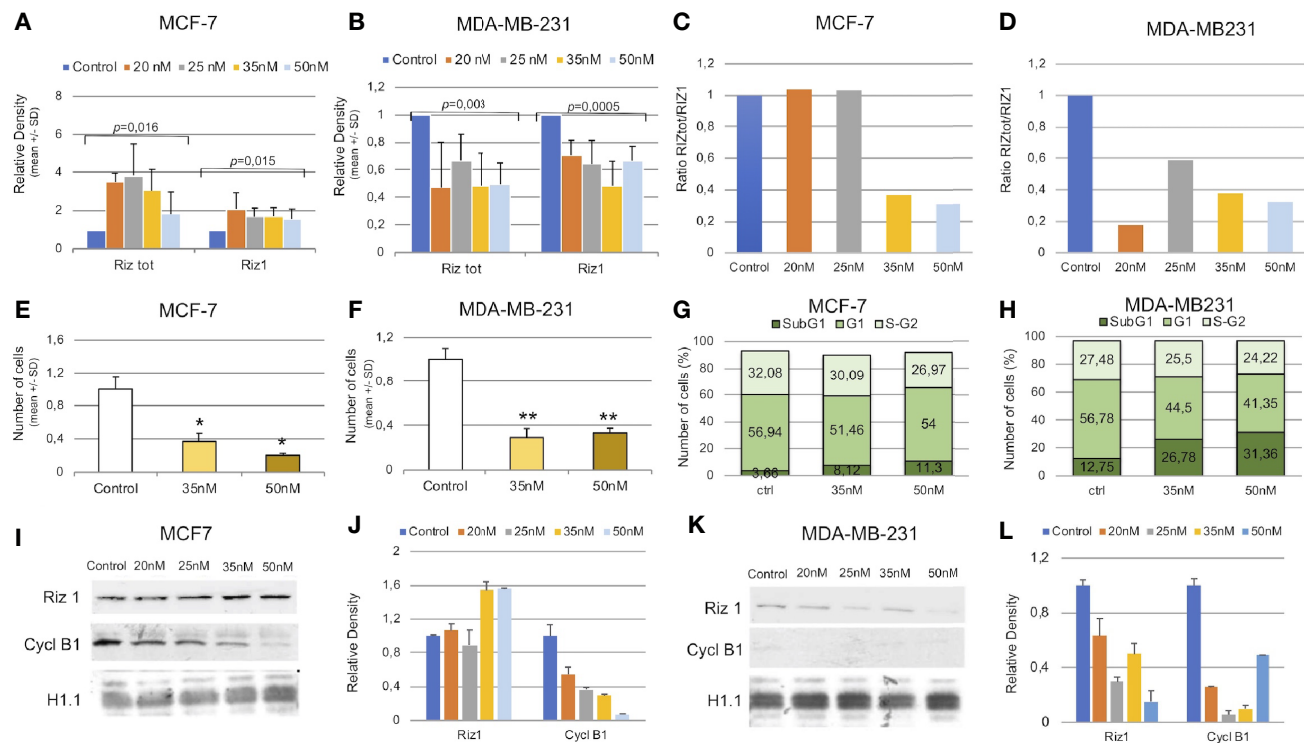 A MCF-7
Control 20 nM 25 nM 35nM 50nM
Relative Density
(mean +/- SD)
8
6
4
2
0
p=0,016
p=0,015
Riz tot Riz1
B MDA-MB-231
Control 20 nM 25 nM 35nM 50nM
Relative Density
(mean +/- SD)
1,2
1
0,8
0,6
0,4
0,2
0
p=0,003
p=0,0005
Riz tot Riz1
C MCF-7
Ratio RIZtot/RIZ1
1,2
1
0,8
0,6
0,4
0,2
0
Control 20nM 25nM 35nM 50nM
D MDA-MB231
Ratio RIZtot/RIZ1
1,2
1
0,8
0,6
0,4
0,2
0
Control 20nM 25nM 35nM 50nM
E MCF-7
Number of cells
(mean +/- SD)
1,6
1,2
0,8
0,4
0,0
* *
Control 35nM 50nM
F MDA-MB-231
Number of cells
(mean +/- SD)
1,2
0,8
0,4
0,0
** **
Control 35nM 50nM
G MCF-7
SubG1 G1 S-G2
Number of cells (%)
100
80
60
40
20
0
32,08 30,09 26,97
56,94 51,46 54
3,66 8,12 11,3
ctrl 35nM 50nM
H MDA-MB231
SubG1 G1 S-G2
Number of cells (%)
100
80
60
40
20
0
27,48 25,5 24,22
56,78 44,5 41,35
12,75 26,78 31,36
ctrl 35nM 50nM
I MCF7
Control 20nM 25nM 35nM 50nM
Riz 1
Cycl B1
H1.1
J
Control 20nM 25nM 35nM 50nM
Relative Density
2
1,6
1,2
0,8
0,4
0
Riz1 Cycl B1
K MDA-MB-231
Control 20nM 25nM 35nM 50nM
Riz 1
Cycl B1
H1.1
L
Control 20nM 25nM 35nM 50nM
Relative Density
1,2
0,8
0,4
0
Riz1 Cycl B1